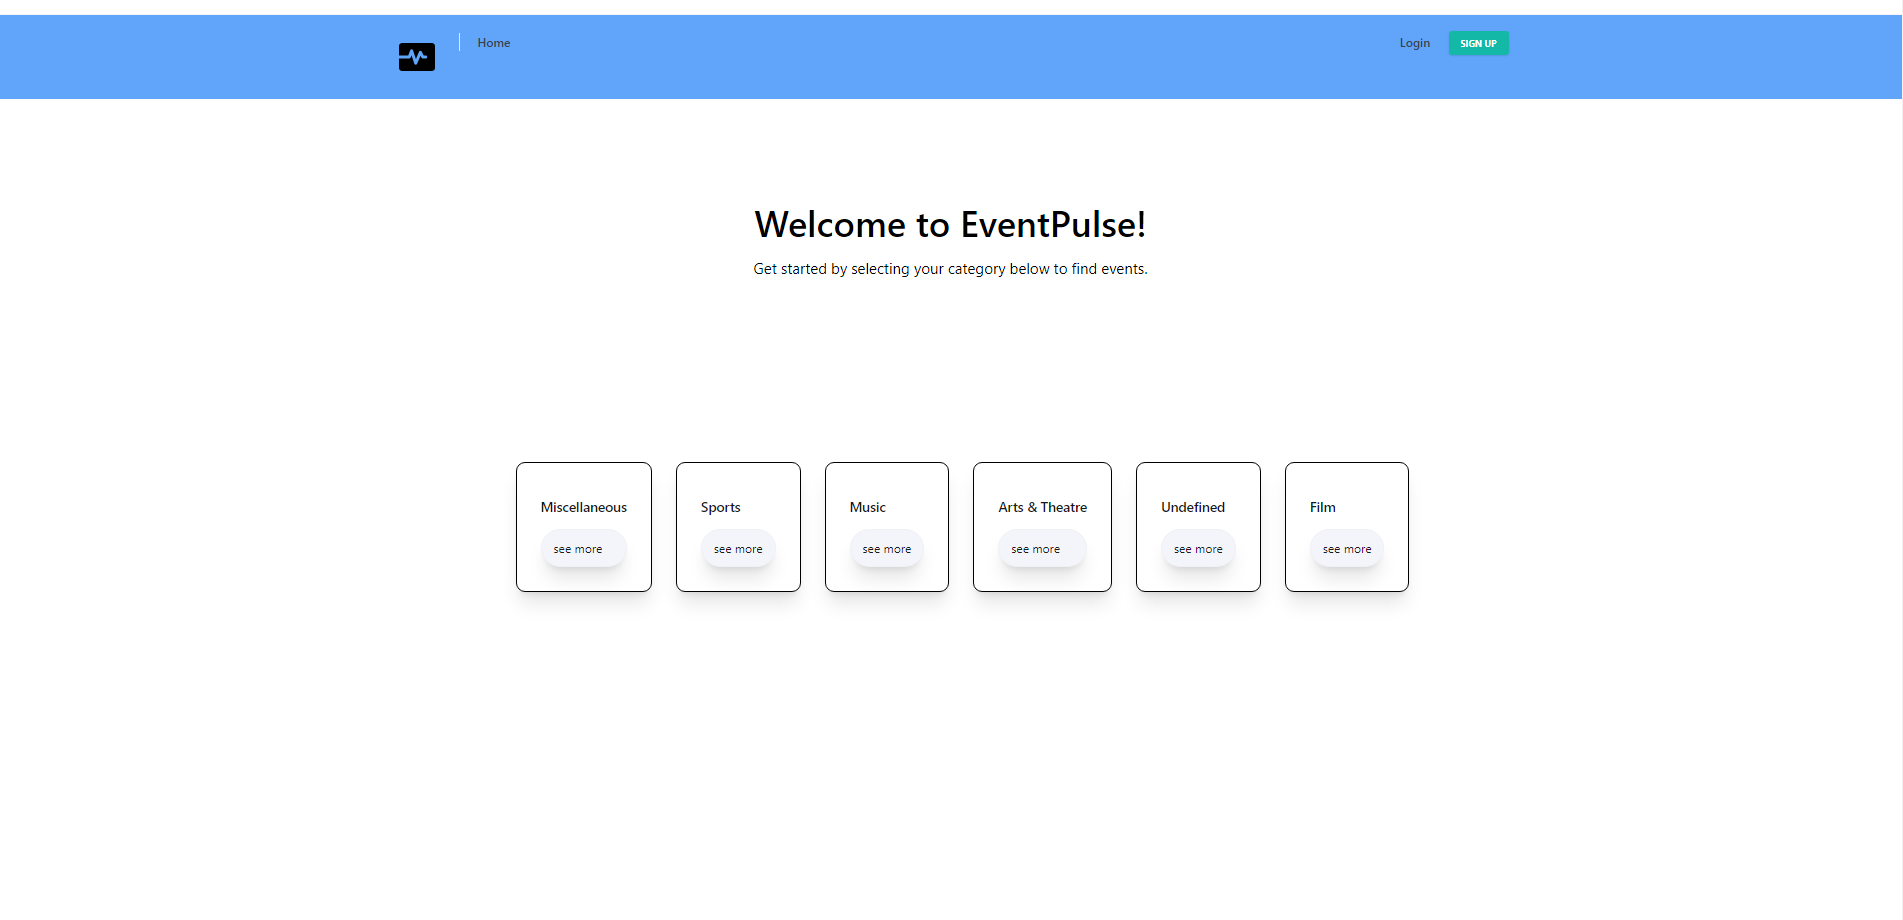 Home Login SIGN UP
Welcome to EventPulse!
Get started by selecting your category below to find events.
Miscellaneous Sports Music Arts & Theatre Undefined Film
see more see more see more see more see more see more